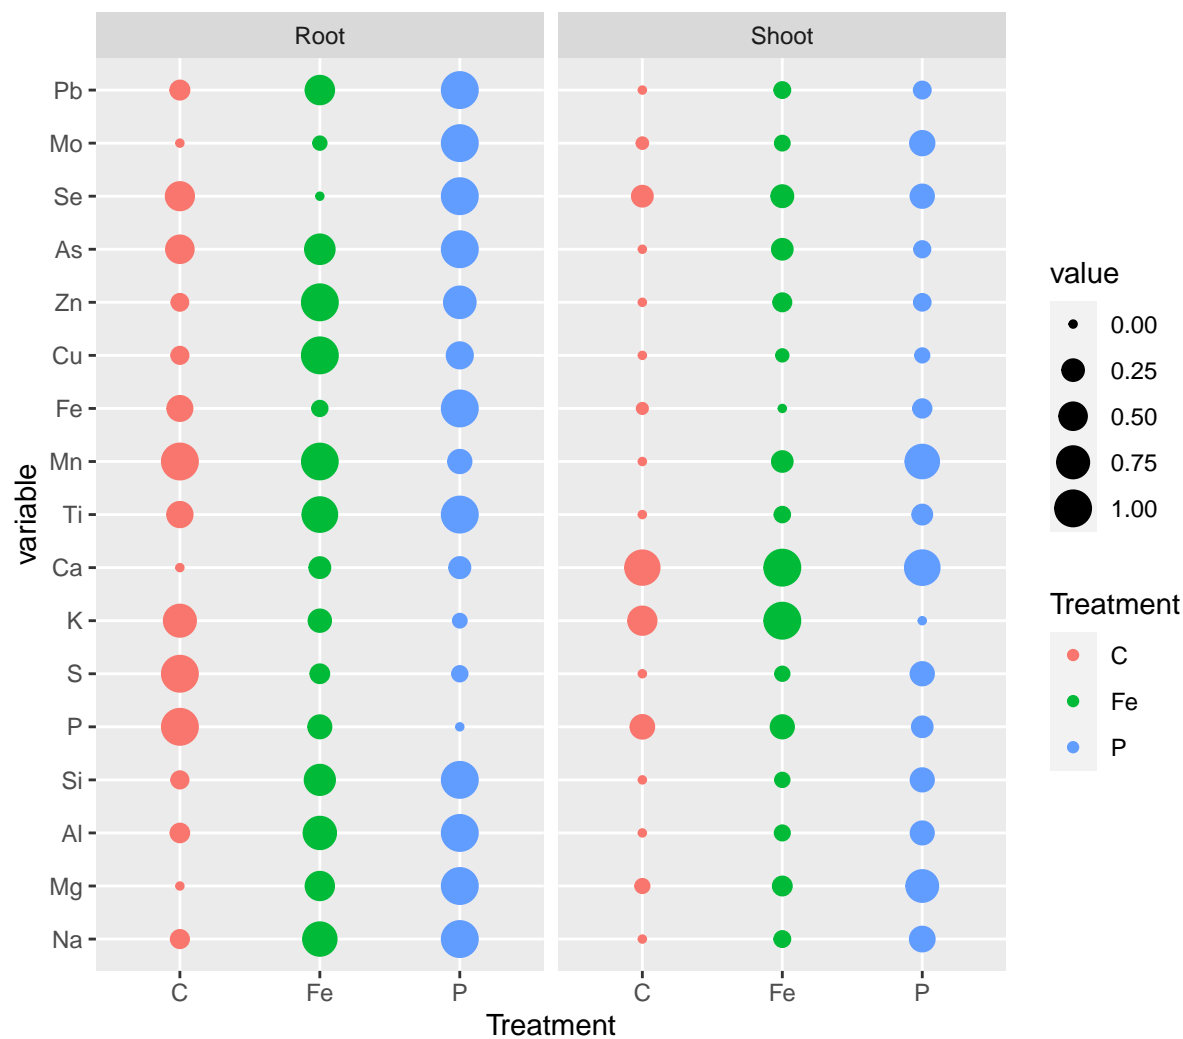 Root Shoot
Pb
Mo
Se
As
Zn
Cu
Fe
Mn
Ti
Ca
K
S
P
Si
Al
Mg
Na
variable
C Fe P C Fe P
Treatment
value
0.00
0.25
0.50
0.75
1.00
Treatment
C
Fe
P